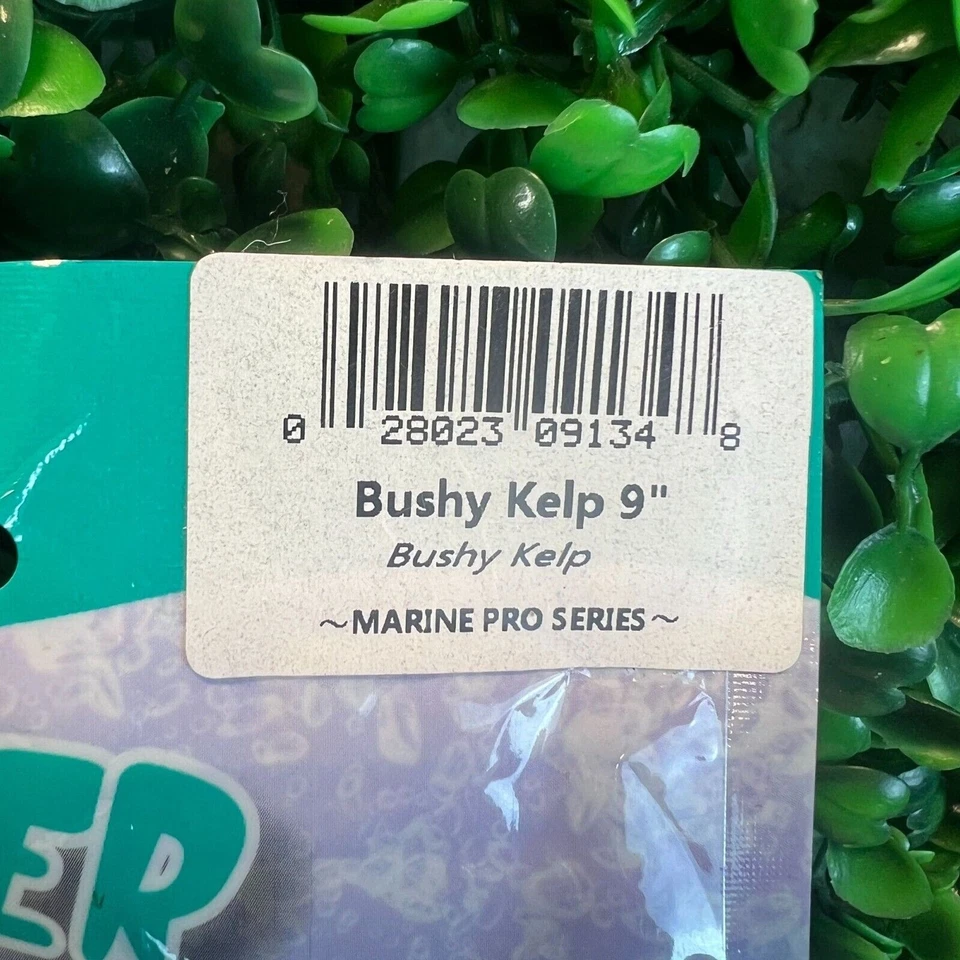 0 28023 09134 8
Bushy Kelp 9"
Bushy Kelp
~MARINE PRO SERIES~
ER